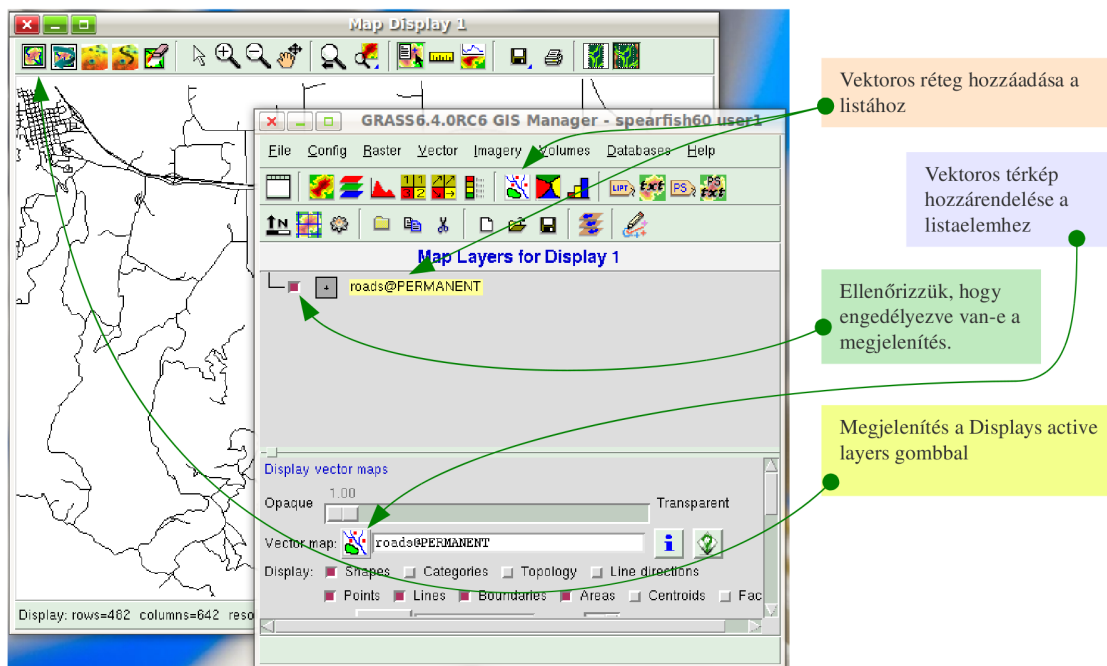 Map Display 1
GRASS6.4.0RC6 GIS Manager - spearfish60 user1
File Config Raster Vector Imagery Volumes Databases Help
Map Layers for Display 1
roads@PERMANENT
Display vector maps
1.00
Opaque Transparent
Vector map: roads@PERMANENT
Display: Shapes Categories Topology Line directions
Points Lines Boundaries Areas Centroids Fac
Display: rows=482 columns=642 reso
Vektoros réteg hozzáadása a
listához
Vektoros térkép
hozzárendelése a
listaelemhez
Ellenőrizzük, hogy
engedélyezve van-e a
megjelenítés.
Megjelenítés a Displays active
layers gombbal